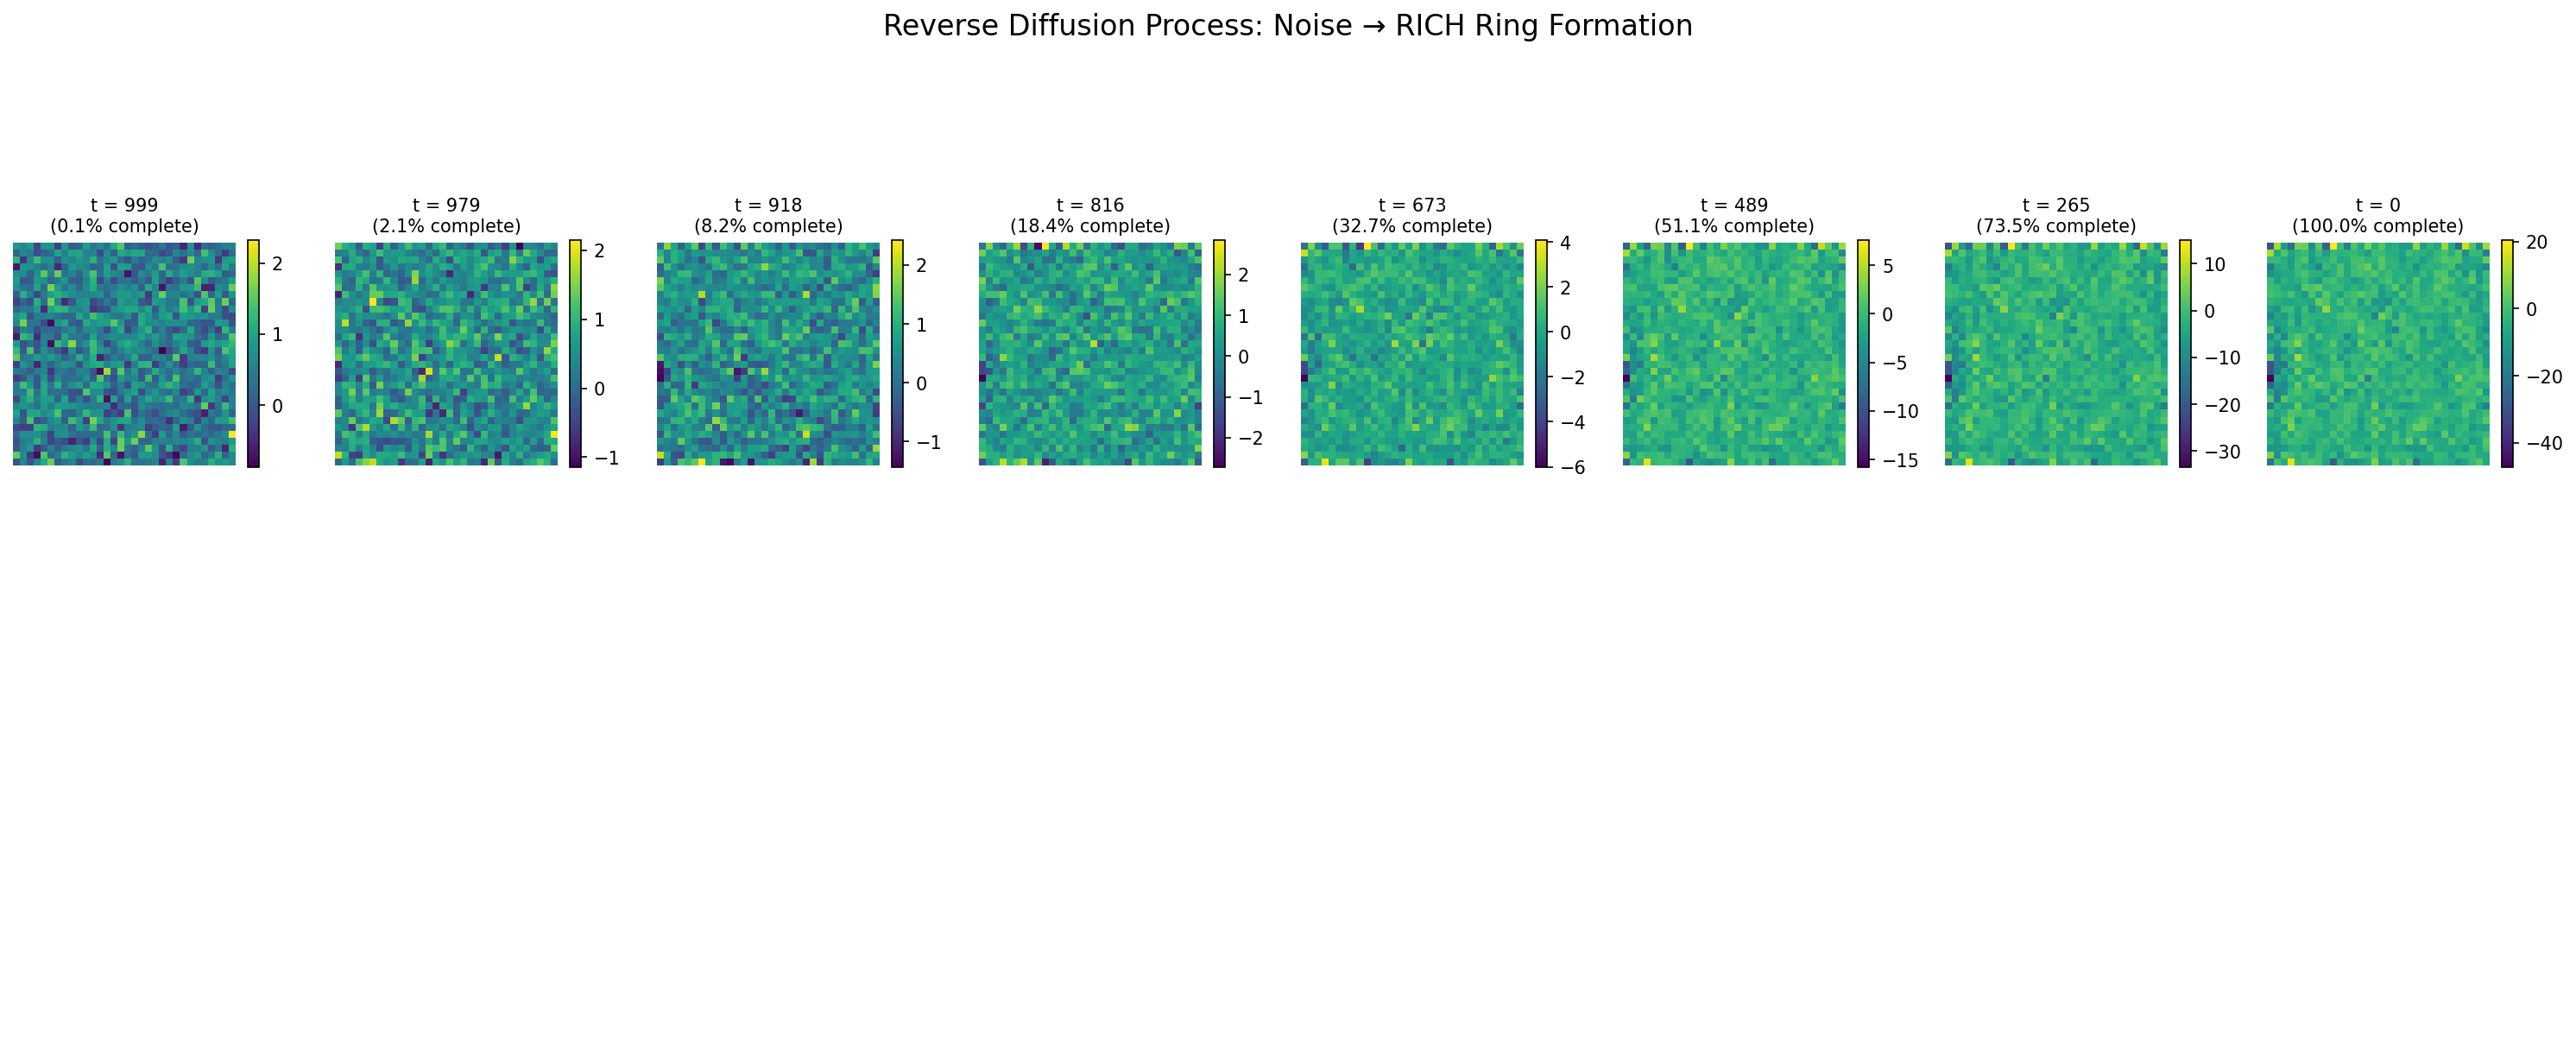 Reverse Diffusion Process: Noise → RICH Ring Formation
t = 999
(0.1% complete)
2
1
0
t = 979
(2.1% complete)
2
1
0
−1
t = 918
(8.2% complete)
2
1
0
−1
t = 816
(18.4% complete)
2
1
0
−1
−2
t = 673
(32.7% complete)
4
2
0
−2
−4
−6
t = 489
(51.1% complete)
5
0
−5
−10
−15
t = 265
(73.5% complete)
10
0
−10
−20
−30
t = 0
(100.0% complete)
20
0
−20
−40